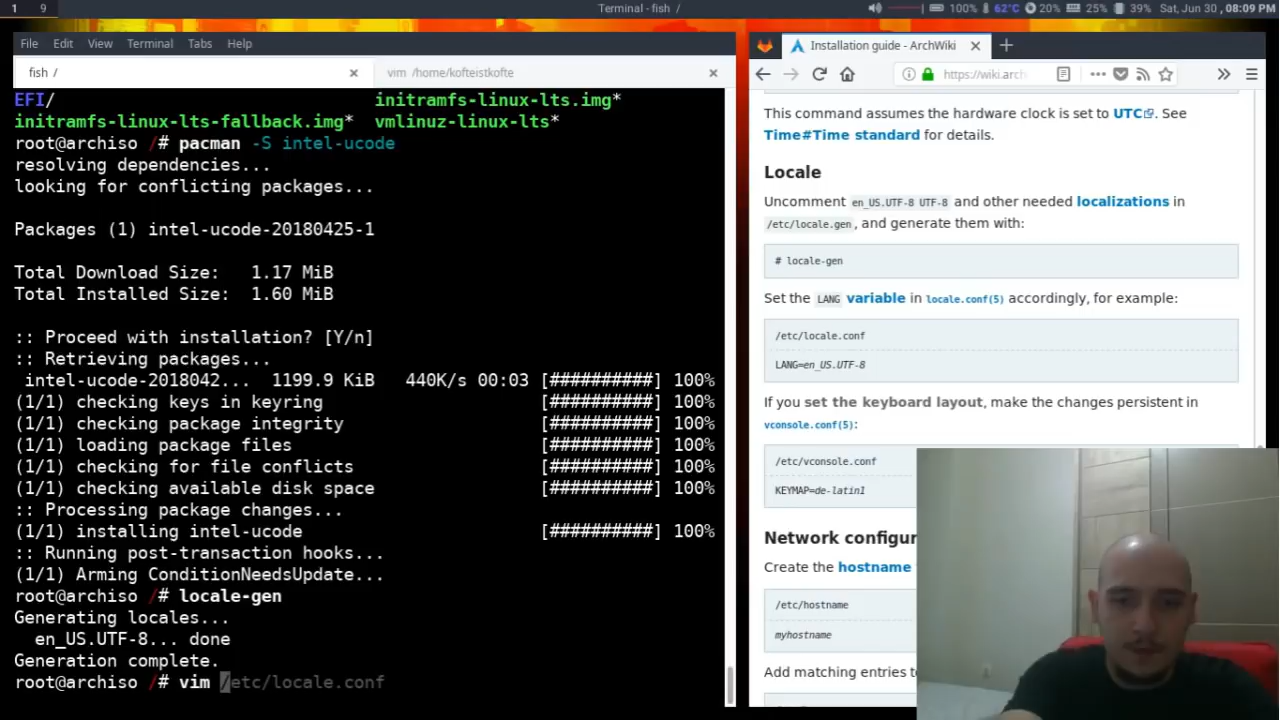 1 9
Terminal - fish /
100% 62°C 20% 25% 39% Sat, Jun 30 , 08:09 PM
File Edit View Terminal Tabs Help
fish /
vim /home/kofteistkofte
EFI/ initramfs-linux-lts.img*
initramfs-linux-lts-fallback.img* vmlinuz-linux-lts*
root@archiso /# pacman -S intel-ucode
resolving dependencies...
looking for conflicting packages...
Packages (1) intel-ucode-20180425-1
Total Download Size: 1.17 MiB
Total Installed Size: 1.60 MiB
:: Proceed with installation? [Y/n]
:: Retrieving packages...
intel-ucode-2018042... 1199.9 KiB 440K/s 00:03 [##########] 100%
(1/1) checking keys in keyring [##########] 100%
(1/1) checking package integrity [##########] 100%
(1/1) loading package files [##########] 100%
(1/1) checking for file conflicts [##########] 100%
(1/1) checking available disk space [##########] 100%
:: Processing package changes...
(1/1) installing intel-ucode [##########] 100%
:: Running post-transaction hooks...
(1/1) Arming ConditionNeedsUpdate...
root@archiso /# locale-gen
Generating locales...
en_US.UTF-8... done
Generation complete.
root@archiso /# vim /etc/locale.conf
Installation guide - ArchWiki
https://wiki.arch
This command assumes the hardware clock is set to UTC. See
Time#Time standard for details.
Locale
Uncomment en_US.UTF-8 UTF-8 and other needed localizations in
/etc/locale.gen, and generate them with:
# locale-gen
Set the LANG variable in locale.conf(5) accordingly, for example:
/etc/locale.conf
LANG=en_US.UTF-8
If you set the keyboard layout, make the changes persistent in
vconsole.conf(5):
/etc/vconsole.conf
KEYMAP=de-latin1
Network configur
Create the hostname
/etc/hostname
myhostname
Add matching entries to